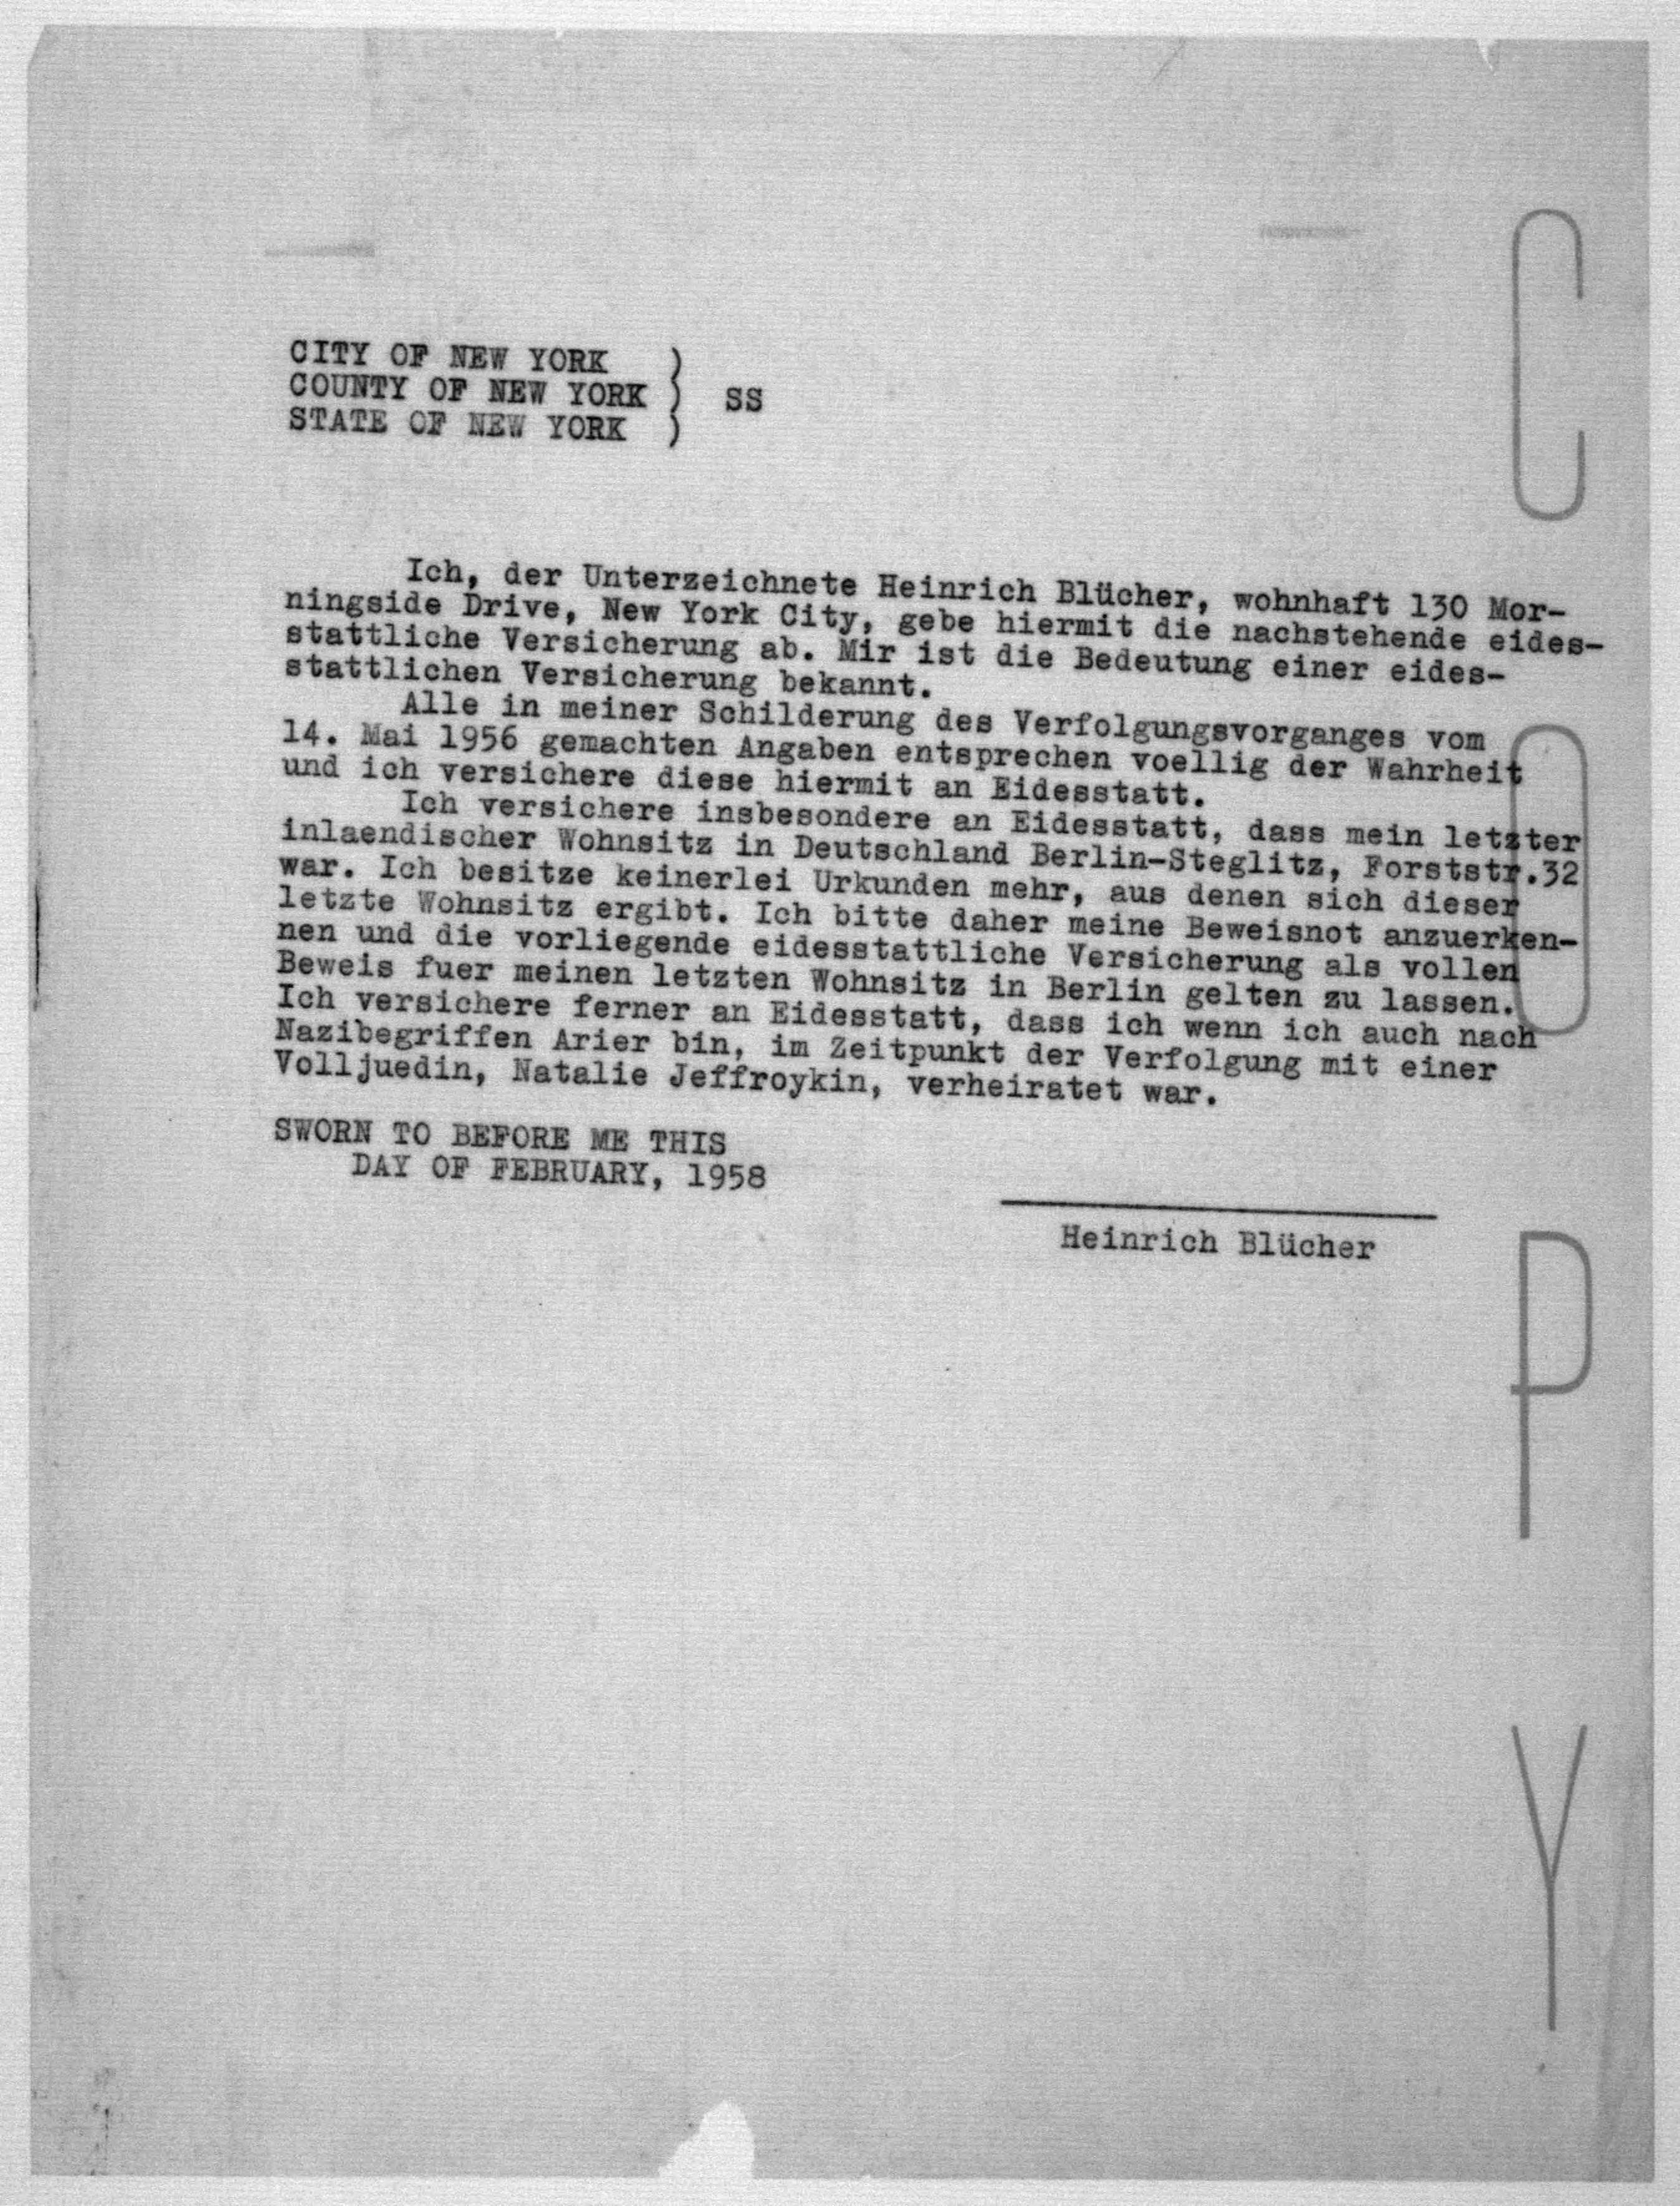 CITY OF NEW YORK )
COUNTY OF NEW YORK ) SS
STATE OF NEW YORK )
Ich, der Unterzeichnete Heinrich Blücher, wohnhaft 130 Mor-
ningside Drive, New York City, gebe hiermit die nachstehende eides-
stattliche Versicherung ab. Mir ist die Bedeutung einer eides-
stattlichen Versicherung bekannt.
Alle in meiner Schilderung des Verfolgungsvorganges vom
14. Mai 1956 gemachten Angaben entsprechen voellig der Wahrheit
und ich versichere diese hiermit an Eidesstatt.
Ich versichere insbesondere an Eidesstatt, dass mein letzter
inlaendischer Wohnsitz in Deutschland Berlin-Steglitz, Forststr.32
war. Ich besitze keinerlei Urkunden mehr, aus denen sich dieser
letzte Wohnsitz ergibt. Ich bitte daher meine Beweisnot anzuerken-
nen und die vorliegende eidesstattliche Versicherung als vollen
Beweis fuer meinen letzten Wohnsitz in Berlin gelten zu lassen.
Ich versichere ferner an Eidesstatt, dass ich wenn ich auch nach
Nazibegriffen Arier bin, im Zeitpunkt der Verfolgung mit einer
Volljuedin, Natalie Jeffroykin, verheiratet war.
SWORN TO BEFORE ME THIS
DAY OF FEBRUARY, 1958
Heinrich Blücher
COPY